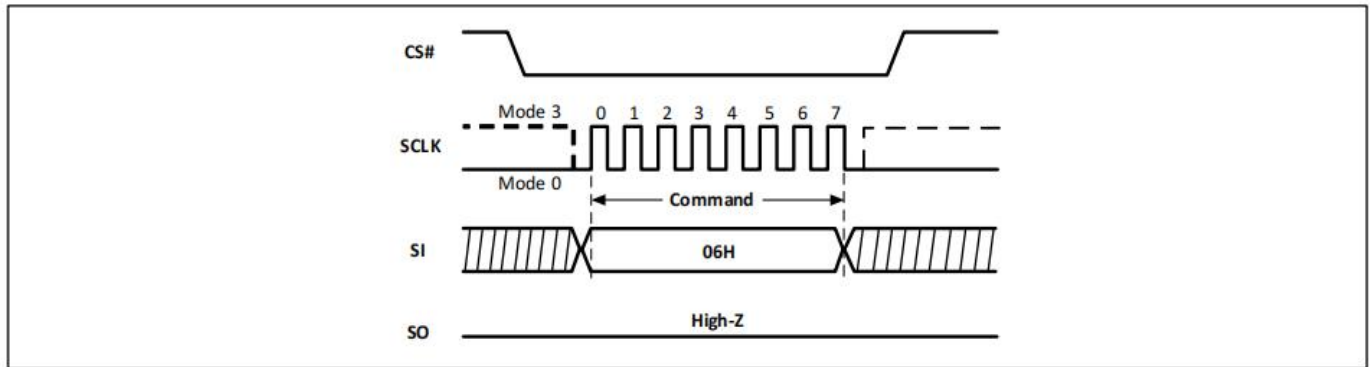 CS#
Mode 3 0 1 2 3 4 5 6 7
SCLK
Mode 0
Command
SI 06H
High-Z
SO